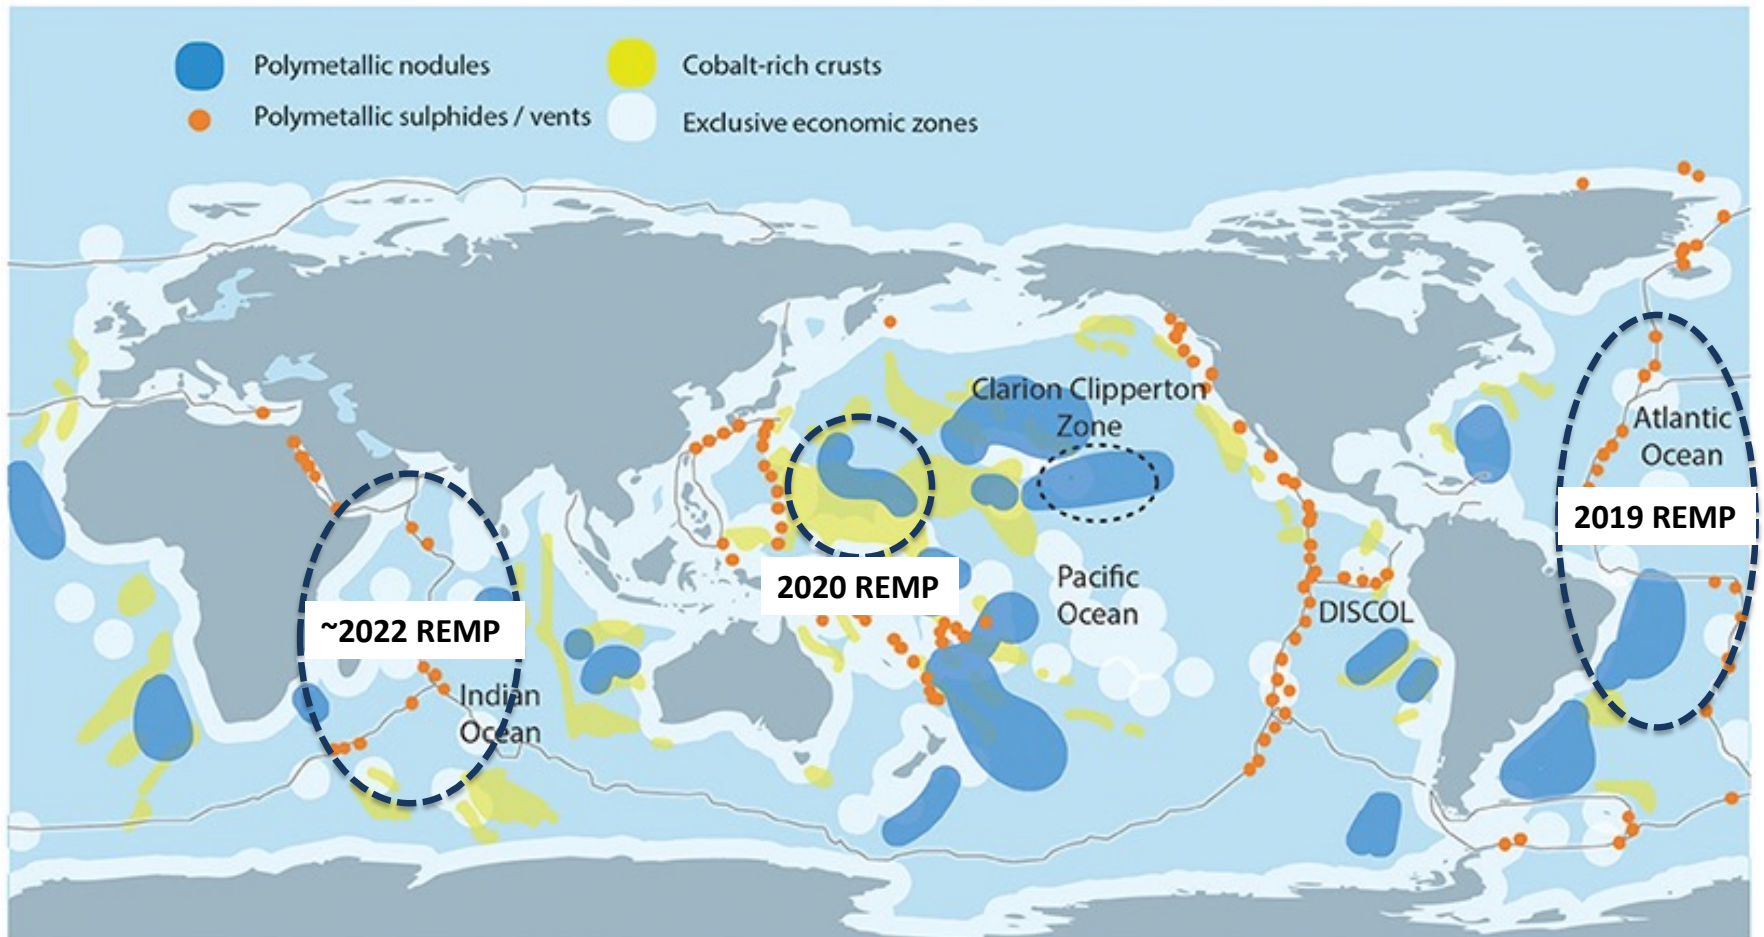 Polymetallic nodules
Cobalt-rich crusts
Polymetallic sulphides / vents
Exclusive economic zones
Clarion Clipperton
Zone
Atlantic
Ocean
2019 REMP
2020 REMP
Pacific
Ocean
DISCOL
~2022 REMP
Indian
Ocean